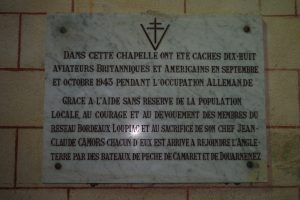 DANS CETTE CHAPELLE ONT ETE CACHES DIX-HUIT
AVIATEURS BRITANNIQUES ET AMERICAINS EN SEPTEMBRE
ET OCTOBRE 1943 PENDANT L'OCCUPATION ALLEMANDE
GRACE A L'AIDE SANS RESERVE DE LA POPULATION
LOCALE, AU COURAGE ET AU DEVOUEMENT DES MEMBRES DU
RESEAU BORDEAUX LOUPIAC ET AU SACRIFICE DE SON CHEF JEAN-
CLAUDE CAMORS CHACUN D'EUX EST ARRIVE A REJOINDRE L'ANGLE-
TERRE PAR DES BATEAUX DE PECHE DE CAMARET ET DE DOUARNENEZ